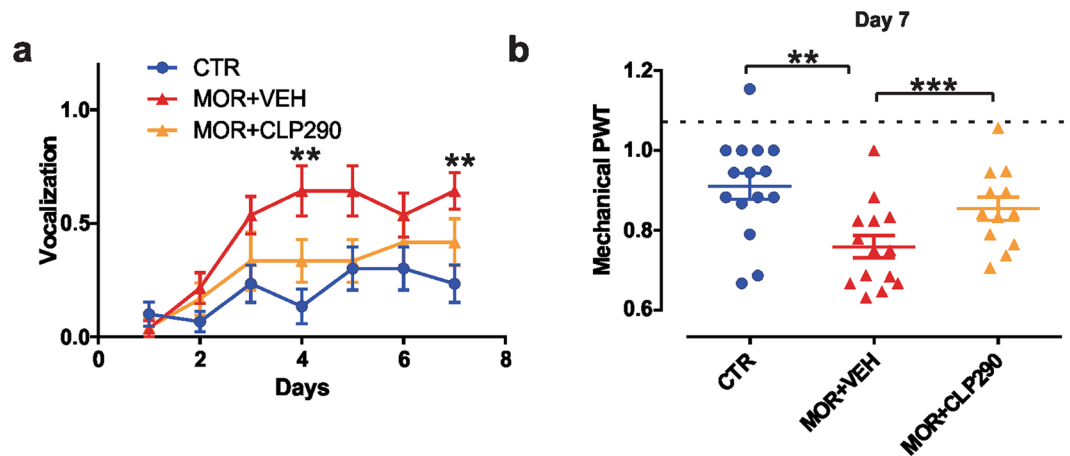 a
CTR
MOR+VEH
MOR+CLP290
**
**
Vocalization
1.0
0.5
0.0
0
2
4
6
8
Days
b
Day 7
**
***
Mechanical PWT
1.2
1.0
0.8
0.6
CTR
MOR+VEH
MOR+CLP290